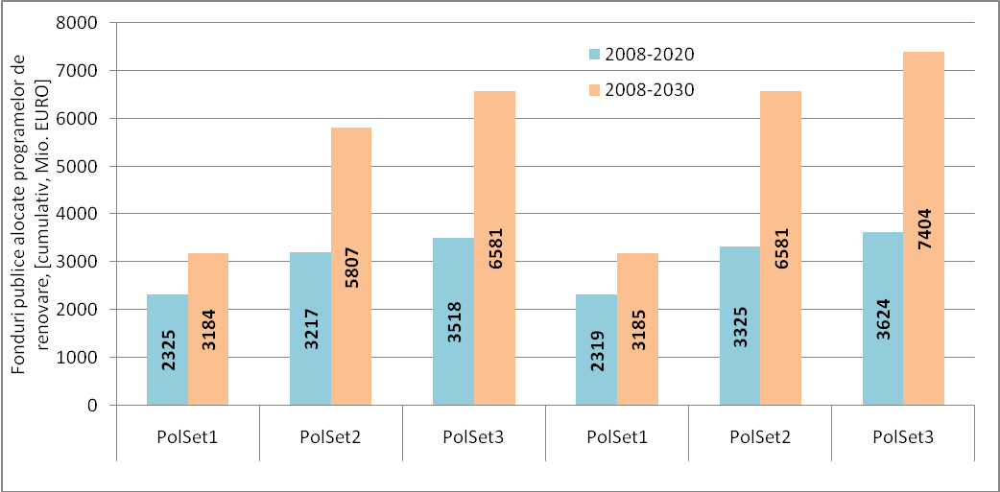 Fonduri publice alocate programelor de
renovare, [cumulativ, Mio. EURO]
8000
7000
6000
5000
4000
3000
2000
1000
0
2008-2020
2008-2030
2325
3184
3217
5807
3518
6581
2319
3185
3325
6581
3624
7404
PolSet1
PolSet2
PolSet3
PolSet1
PolSet2
PolSet3